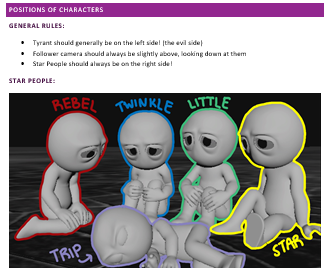 POSITIONS OF CHARACTERS
GENERAL RULES:
Tyrant should generally be on the left side! (the evil side)
Follower camera should always be slightly above, looking down at them
Star People should always be on the right side!
STAR PEOPLE:
REBEL TWINKLE LITTLE
TRIP
STAR